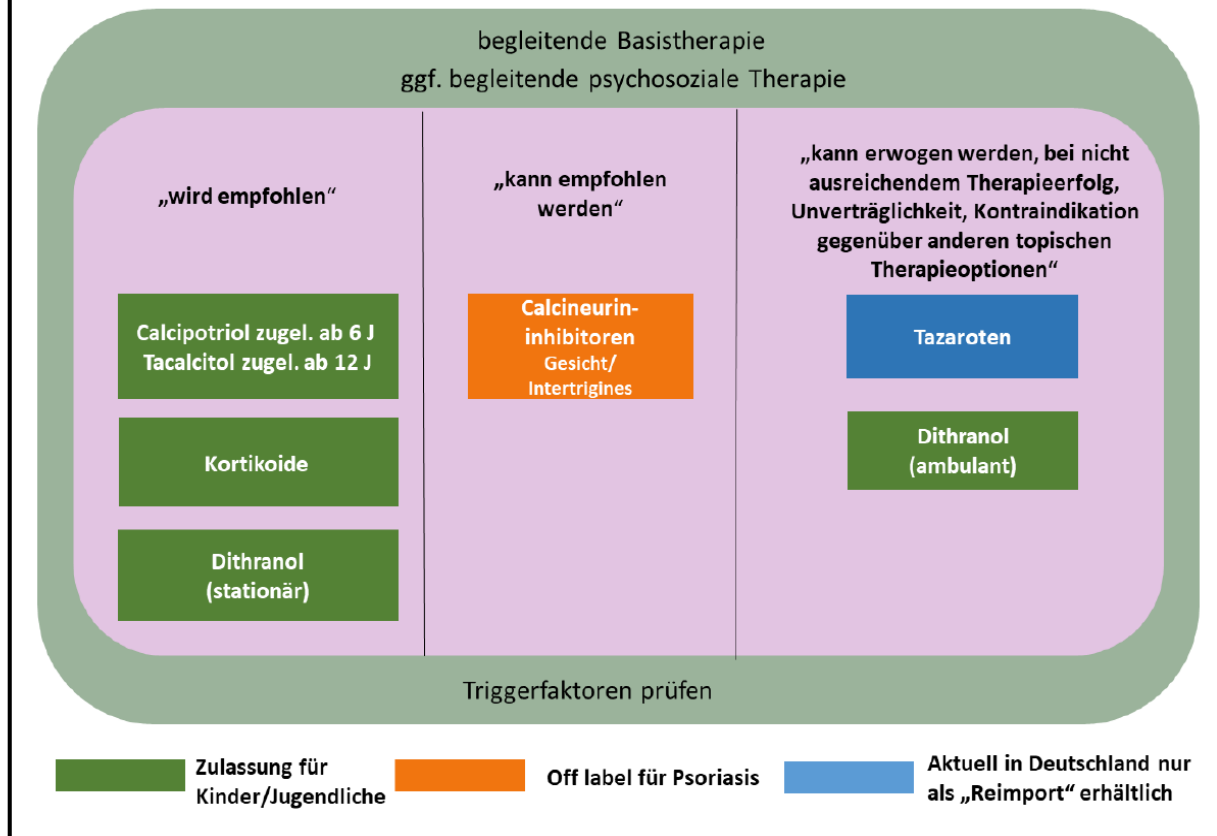 begleitende Basistherapie
ggf. begleitende psychosoziale Therapie
„wird empfohlen“
„kann empfohlen
werden“
„kann erwogen werden, bei nicht
ausreichendem Therapieerfolg,
Unverträglichkeit, Kontraindikation
gegenüber anderen topischen
Therapieoptionen“
Calcipotriol zugel. ab 6 J
Tacalcitol zugel. ab 12 J
Kortikoide
Dithranol
(stationär)
Calcineurin-
inhibitoren
Gesicht/
Intertrigines
Tazaroten
Dithranol
(ambulant)
Triggerfaktoren prüfen
Zulassung für
Kinder/Jugendliche
Off label für Psoriasis
Aktuell in Deutschland nur
als „Reimport“ erhältlich